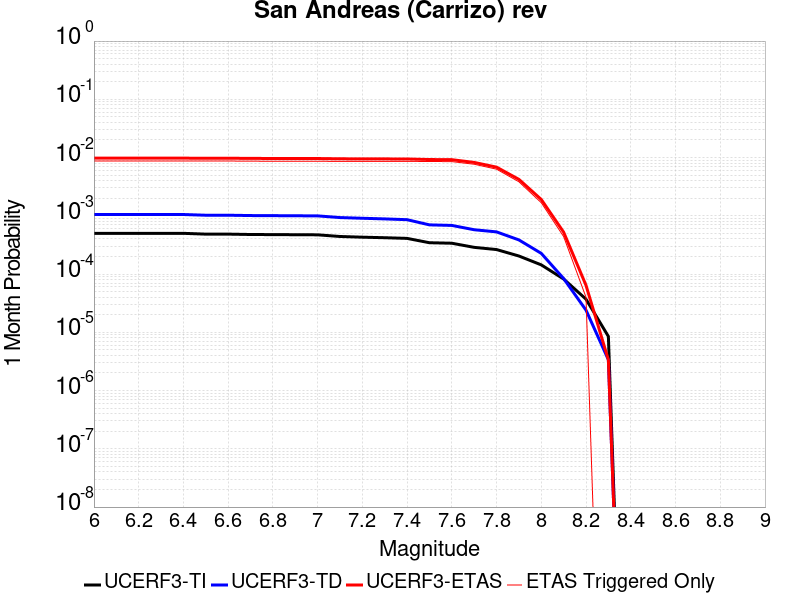 San Andreas (Carrizo) rev
10^0
10^-1
10^-2
10^-3
10^-4
10^-5
10^-6
10^-7
10^-8
1 Month Probability
6 6.2 6.4 6.6 6.8 7 7.2 7.4 7.6 7.8 8 8.2 8.4 8.6 8.8 9
Magnitude
UCERF3-TI UCERF3-TD UCERF3-ETAS ETAS Triggered Only